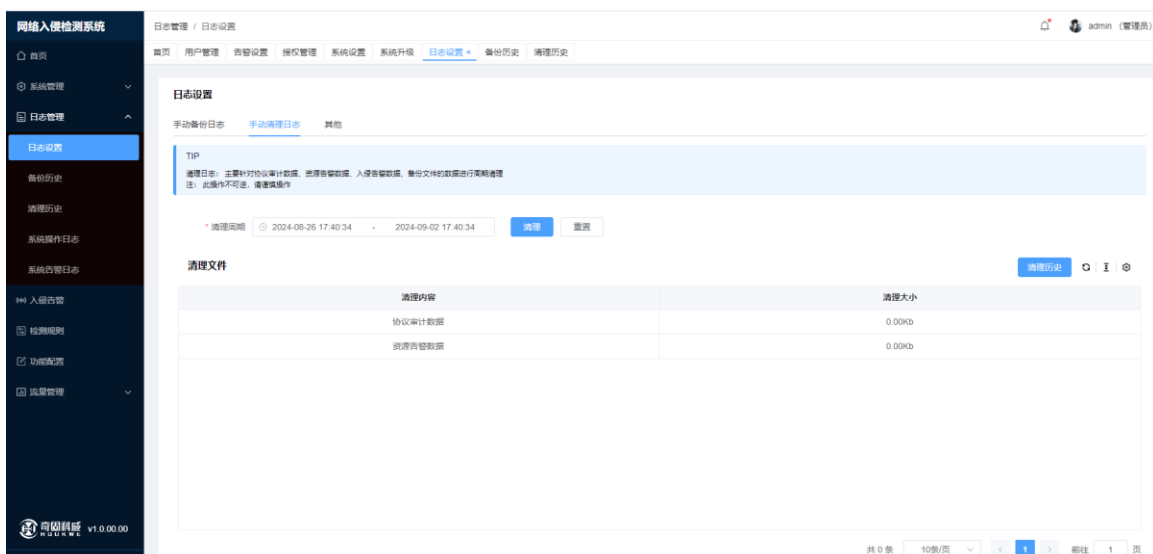 网络入侵检测系统
日志管理 / 日志设置
admin (管理员)
首页 用户管理 告警设置 授权管理 系统设置 系统升级 日志设置 × 备份历史 清理历史
首页
系统管理
日志管理
日志设置
备份历史
清理历史
系统操作日志
系统告警日志
入侵告警
检测规则
功能配置
流量管理
v1.0.00.00
日志设置
手动备份日志 手动清理日志 其他
TIP
清理日志: 主要针对协议审计数据、资源告警数据、入侵告警数据、备份文件的数据进行周期清理
注: 此操作不可逆, 请谨慎操作
* 清理周期 2024-08-26 17:40:34 - 2024-09-02 17:40:34 清理 重置
清理文件 清理历史
清理内容 清理大小
协议审计数据 0.00Kb
资源告警数据 0.00Kb
共 0 条 10条/页 < 1 > 前往 1 页